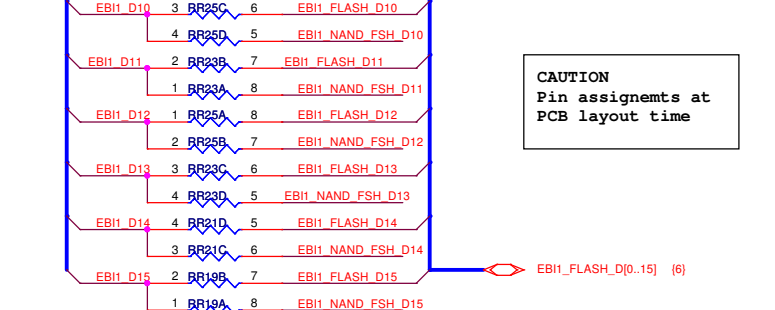 EBI1_D10 3 RR25C 6 EBI1_FLASH_D10
4 RR25D 5 EBI1_NAND_FSH_D10
EBI1_D11 2 RR23B 7 EBI1_FLASH_D11
1 RR23A 8 EBI1_NAND_FSH_D11
EBI1_D12 1 RR25A 8 EBI1_FLASH_D12
2 RR25B 7 EBI1_NAND_FSH_D12
EBI1_D13 3 RR23C 6 EBI1_FLASH_D13
4 RR23D 5 EBI1_NAND_FSH_D13
EBI1_D14 4 RR21D 5 EBI1_FLASH_D14
3 RR21C 6 EBI1_NAND_FSH_D14
EBI1_D15 2 RR19B 7 EBI1_FLASH_D15
1 RR19A 8 EBI1_NAND_FSH_D15
CAUTION
Pin assignemts at
PCB layout time
EBI1_FLASH_D[0..15] {6}